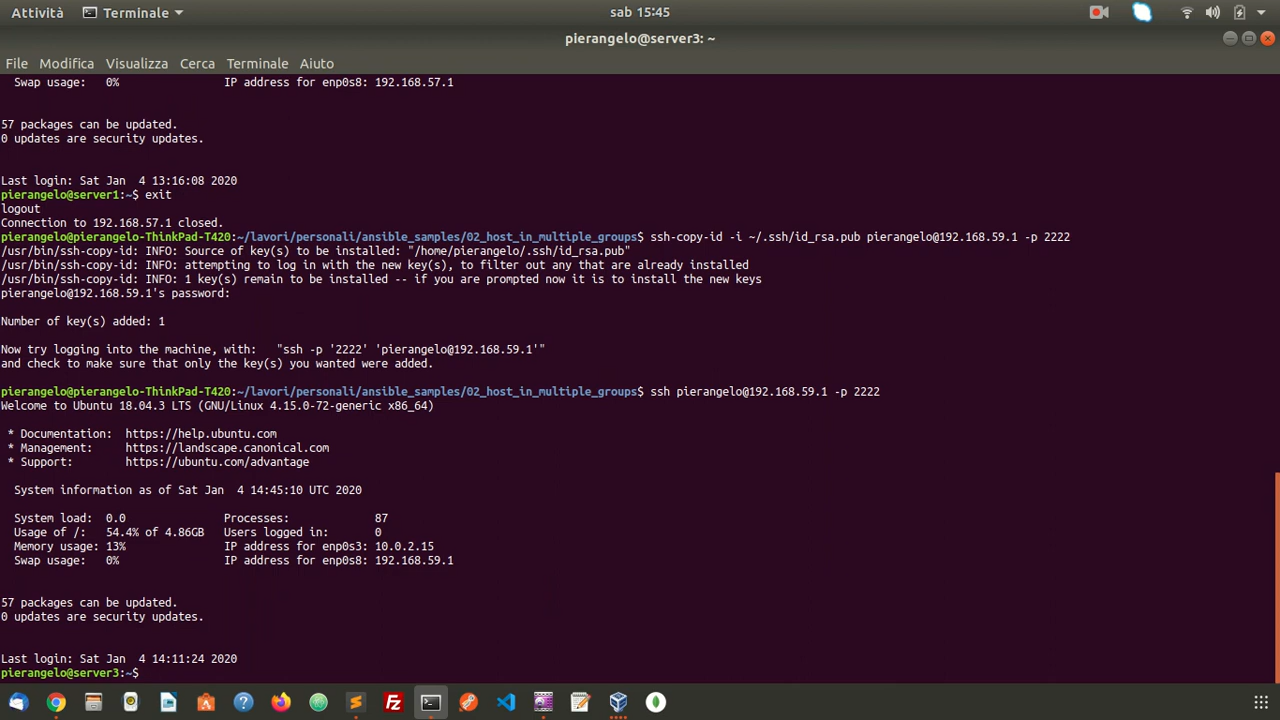 Attività Terminale sab 15:45
pierangelo@server3: ~
File Modifica Visualizza Cerca Terminale Aiuto
Swap usage: 0% IP address for enp0s8: 192.168.57.1
57 packages can be updated.
0 updates are security updates.
Last login: Sat Jan 4 13:16:08 2020
pierangelo@server1:~$ exit
logout
Connection to 192.168.57.1 closed.
pierangelo@pierangelo-ThinkPad-T420:~/lavori/personali/ansible_samples/02_host_in_multiple_groups$ ssh-copy-id -i ~/.ssh/id_rsa.pub pierangelo@192.168.59.1 -p 2222
/usr/bin/ssh-copy-id: INFO: Source of key(s) to be installed: "/home/pierangelo/.ssh/id_rsa.pub"
/usr/bin/ssh-copy-id: INFO: attempting to log in with the new key(s), to filter out any that are already installed
/usr/bin/ssh-copy-id: INFO: 1 key(s) remain to be installed -- if you are prompted now it is to install the new keys
pierangelo@192.168.59.1's password:
Number of key(s) added: 1
Now try logging into the machine, with: "ssh -p '2222' 'pierangelo@192.168.59.1'"
and check to make sure that only the key(s) you wanted were added.
pierangelo@pierangelo-ThinkPad-T420:~/lavori/personali/ansible_samples/02_host_in_multiple_groups$ ssh pierangelo@192.168.59.1 -p 2222
Welcome to Ubuntu 18.04.3 LTS (GNU/Linux 4.15.0-72-generic x86_64)
* Documentation: https://help.ubuntu.com
* Management: https://landscape.canonical.com
* Support: https://ubuntu.com/advantage
System information as of Sat Jan 4 14:45:10 UTC 2020
System load: 0.0 Processes: 87
Usage of /: 54.4% of 4.86GB Users logged in: 0
Memory usage: 13% IP address for enp0s3: 10.0.2.15
Swap usage: 0% IP address for enp0s8: 192.168.59.1
57 packages can be updated.
0 updates are security updates.
Last login: Sat Jan 4 14:11:24 2020
pierangelo@server3:~$